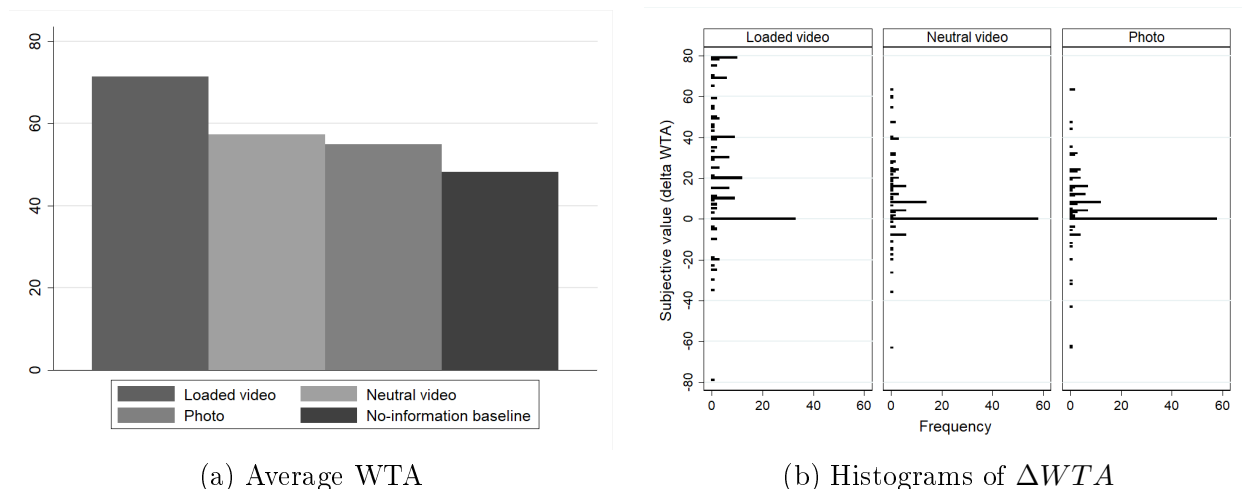 80
60
40
20
0
Loaded video
Neutral video
Photo
No-information baseline
(a) Average WTA
Loaded video
Neutral video
Photo
Subjective value (delta WTA)
80
60
40
20
0
-20
-40
-60
-80
0 20 40 60
0 20 40 60
0 20 40 60
Frequency
(b) Histograms of ΔWTA